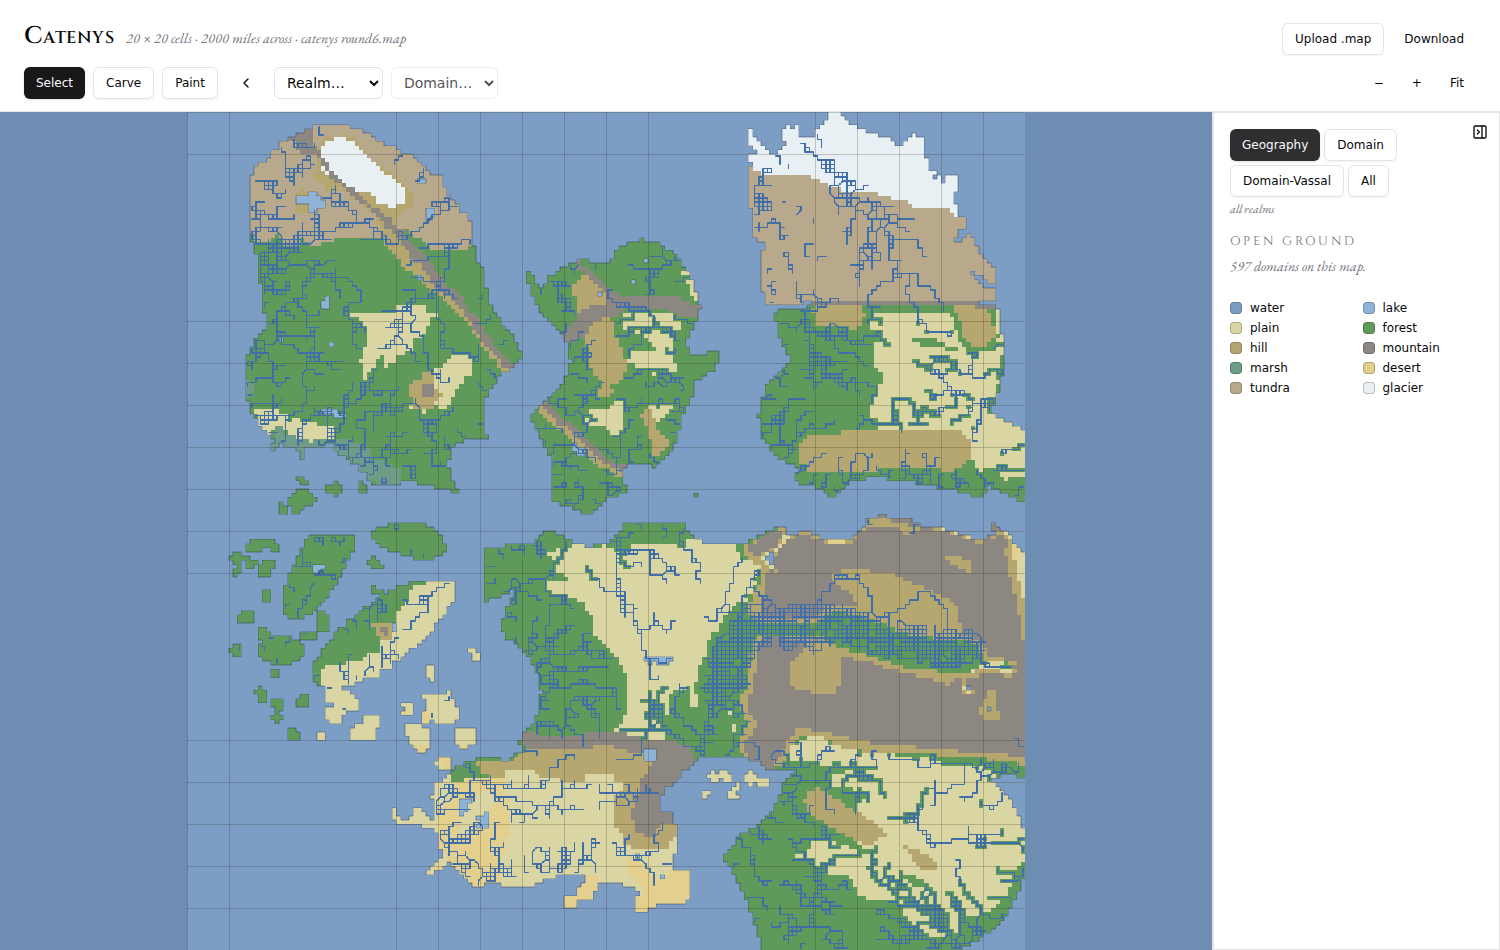 Catenys 20 × 20 cells · 2000 miles across · catenys round6.map
Upload .map Download
Select Carve Paint Realm... Domain...
− + Fit
Geography Domain
Domain-Vassal All
all realms
OPEN GROUND
597 domains on this map.
water lake
plain forest
hill mountain
marsh desert
tundra glacier